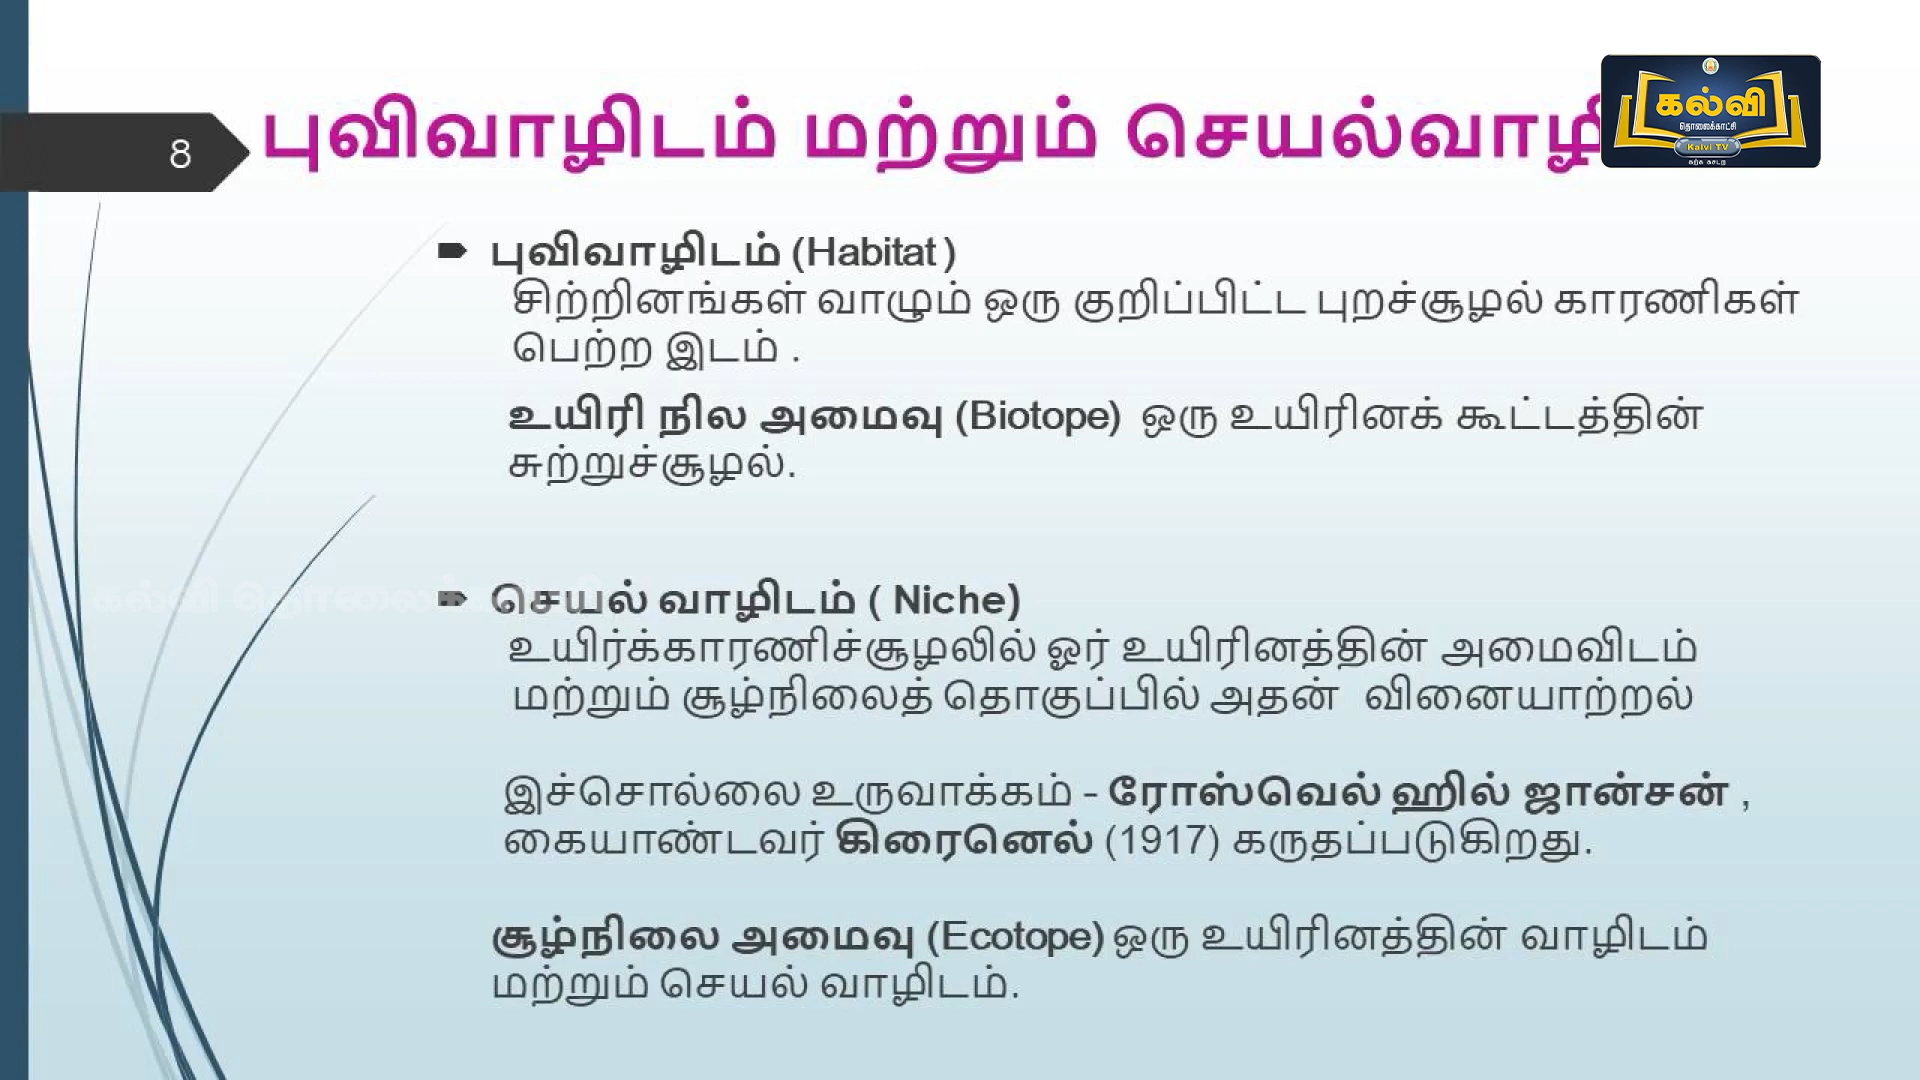 8
புவிவாழிடம் மற்றும் செயல்வாழி
கல்வி
தொலைக்காட்சி
Kalvi TV
கற்க கசடற
புவிவாழிடம் (Habitat )
சிற்றினங்கள் வாழும் ஒரு குறிப்பிட்ட புறச்சூழல் காரணிகள்
பெற்ற இடம் .
உயிரி நில அமைவு (Biotope) ஒரு உயிரினக் கூட்டத்தின்
சுற்றுச்சூழல்.
செயல் வாழிடம் ( Niche)
உயிர்க்காரணிச்சூழலில் ஓர் உயிரினத்தின் அமைவிடம்
மற்றும் சூழ்நிலைத் தொகுப்பில் அதன் வினையாற்றல்
இச்சொல்லை உருவாக்கம் - ரோஸ்வெல் ஹில் ஜான்சன் ,
கையாண்டவர் கிரைனெல் (1917) கருதப்படுகிறது.
சூழ்நிலை அமைவு (Ecotope) ஒரு உயிரினத்தின் வாழிடம்
மற்றும் செயல் வாழிடம்.